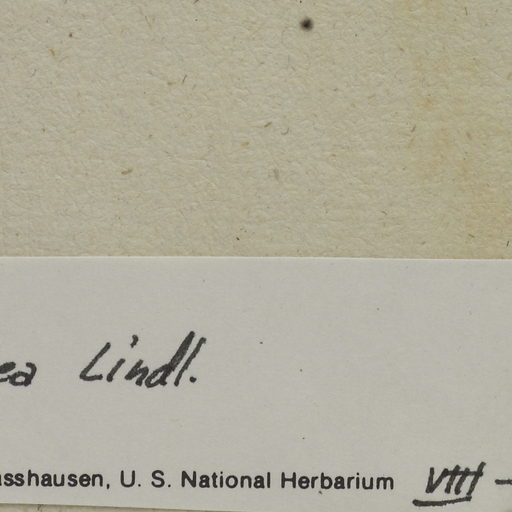 ea Lindl.
asshausen, U. S. National Herbarium VIII -